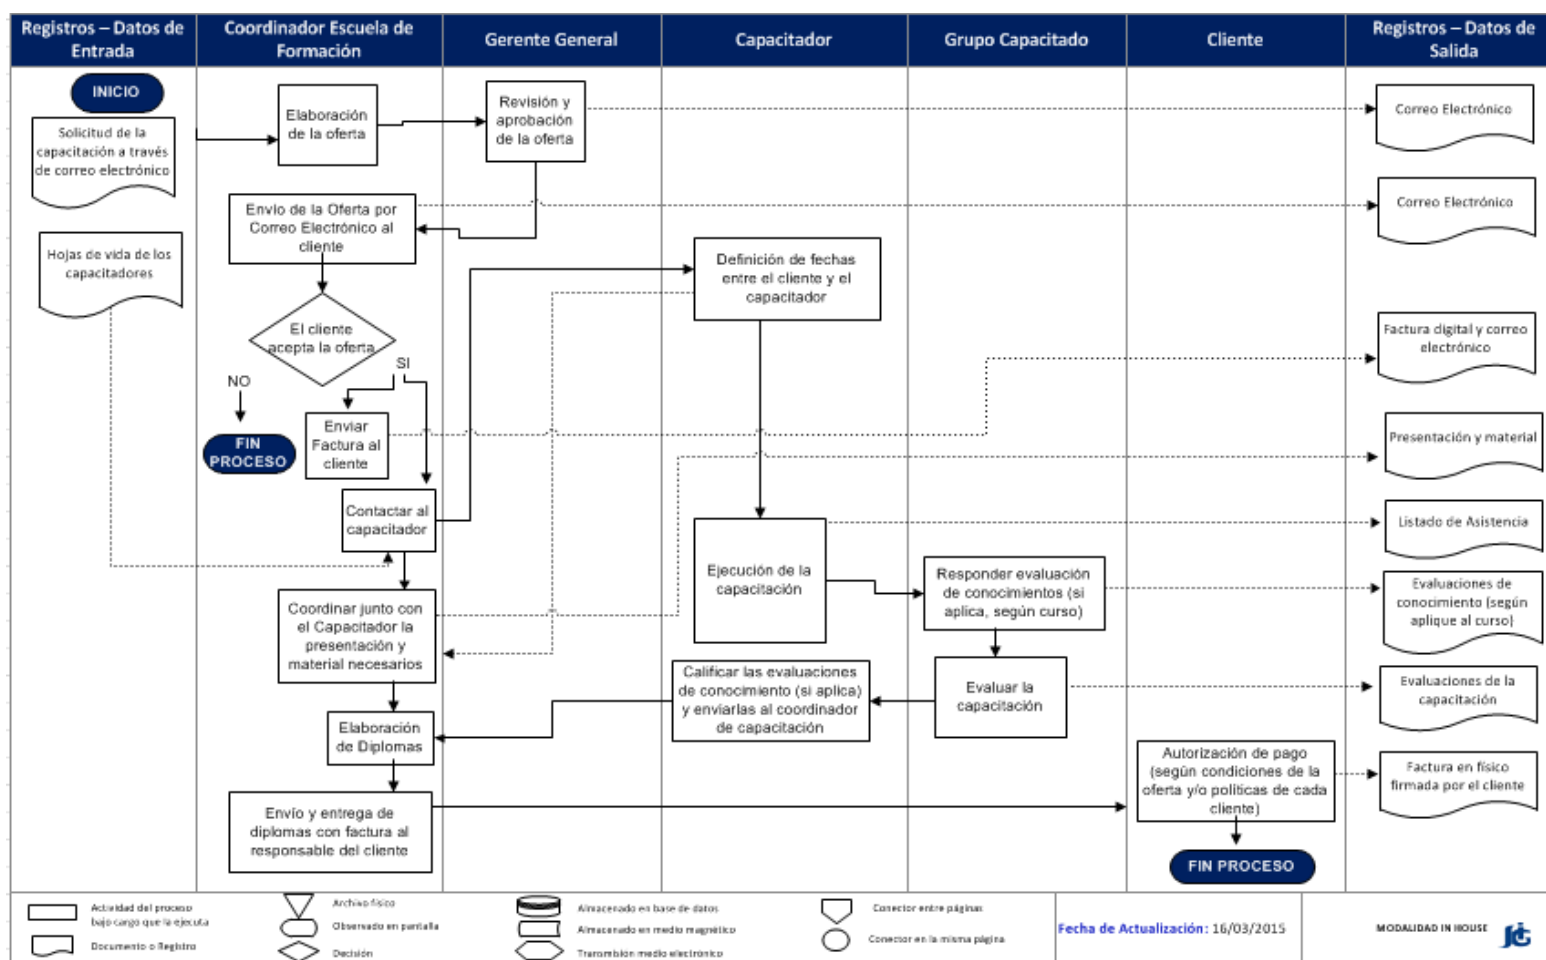 Registros – Datos de
Entrada
Coordinador Escuela de
Formación
Gerente General
Capacitador
Grupo Capacitado
Cliente
Registros – Datos de
Salida
INICIO
Solicitud de la
capacitación a través
de correo electrónico
Elaboración
de la oferta
Revisión y
aprobación
de la oferta
Correo Electrónico
Envío de la Oferta por
Correo Electrónico al
cliente
Correo Electrónico
Hojas de vida de los
capacitadores
Definición de fechas
entre el cliente y el
capacitador
El cliente
acepta la oferta
SI
NO
Factura digital y correo
electrónico
FIN
PROCESO
Enviar
Factura al
cliente
Presentación y material
Contactar al
capacitador
Listado de Asistencia
Ejecución de la
capacitación
Responder evaluación
de conocimientos (si
aplica, según curso)
Evaluaciones de
conocimiento (según
aplique al curso)
Coordinar junto con
el Capacitador la
presentación y
material necesarios
Calificar las evaluaciones
de conocimiento (si aplica)
y enviarlas al coordinador
de capacitación
Evaluar la
capacitación
Evaluaciones de la
capacitación
Elaboración
de Diplomas
Autorización de pago
(según condiciones de la
oferta y/o políticas de cada
cliente)
Factura en físico
firmada por el cliente
Envío y entrega de
diplomas con factura al
responsable del cliente
FIN PROCESO
Actividad del proceso
bajo cargo que la ejecuta
Documento o Registro
Archivo físico
Observado en pantalla
Decisión
Almacenado en base de datos
Almacenado en medio magnético
Transmisión medio electrónico
Conector entre páginas
Conector en la misma página
Fecha de Actualización: 16/03/2015
MODALIDAD IN HOUSE